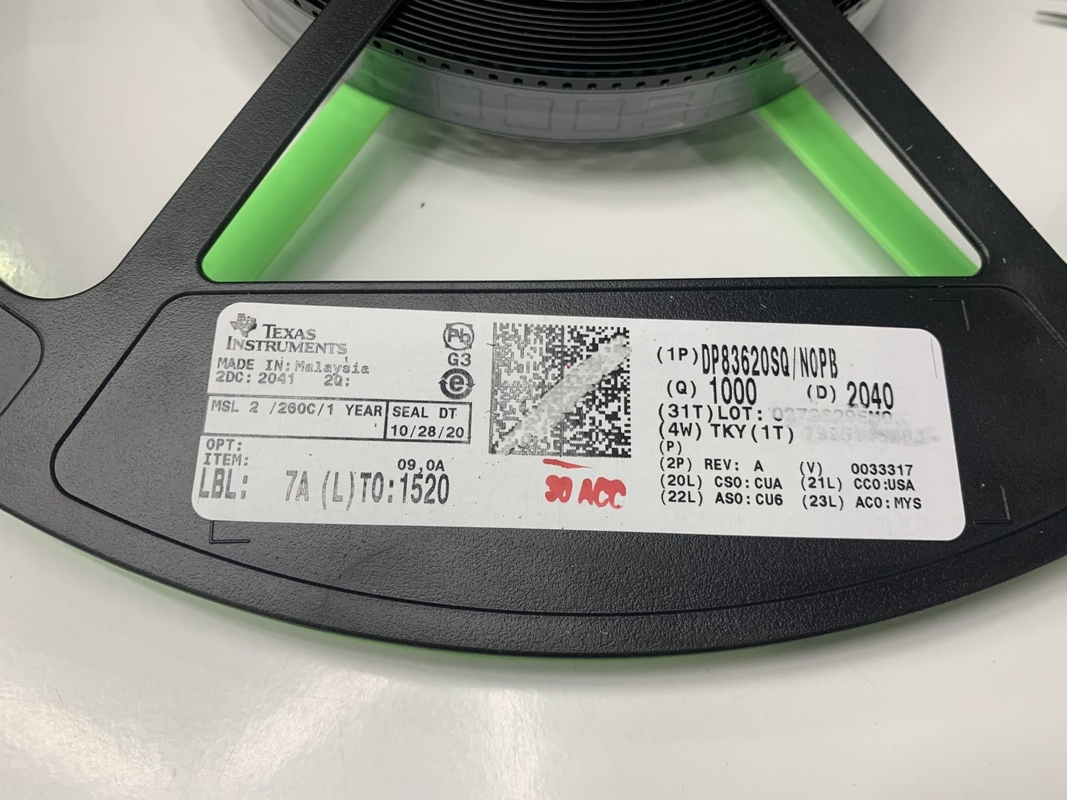 TEXAS
INSTRUMENTS
MADE IN: Malaysia
2DC: 2041 2Q:
MSL 2 /260C/1 YEAR
SEAL DT
10/28/20
OPT:
ITEM:
09,0A
LBL: 7A (L)TO:1520
Pb
G3
e
30 ACC
(1P)DP83620SQ/NOPB
(Q) 1000 (D) 2040
(31T)LOT:
(4W) TKY(1T)
(P)
(2P) REV: A (V) 0033317
(20L) CSO:CUA (21L) CCO:USA
(22L) ASO:CU6 (23L) ACO:MYS